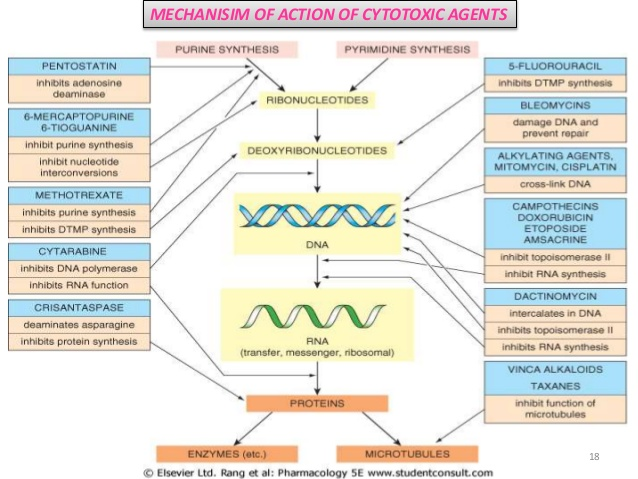 MECHANISIM OF ACTION OF CYTOTOXIC AGENTS
PURINE SYNTHESIS
PYRIMIDINE SYNTHESIS
PENTOSTATIN
inhibits adenosine
deaminase
6-MERCAPTOPURINE
6-TIOGUANINE
inhibit purine synthesis
inhibit nucleotide
interconversions
METHOTREXATE
inhibits purine synthesis
inhibits DTMP synthesis
CYTARABINE
inhibits DNA polymerase
inhibits RNA function
CRISANTASPASE
deaminates asparagine
inhibits protein synthesis
RIBONUCLEOTIDES
DEOXYRIBONUCLEOTIDES
DNA
RNA
(transfer, messenger, ribosomal)
PROTEINS
ENZYMES (etc.)
MICROTUBULES
5-FLUOROURACIL
inhibits DTMP synthesis
BLEOMYCINS
damage DNA and
prevent repair
ALKYLATING AGENTS,
MITOMYCIN, CISPLATIN
cross-link DNA
CAMPOTHECINS
DOXORUBICIN
ETOPOSIDE
AMSACRINE
inhibit topoisomerase II
inhibit RNA synthesis
DACTINOMYCIN
intercalates in DNA
inhibits topoisomerase II
inhibits RNA synthesis
VINCA ALKALOIDS
TAXANES
inhibit function of
microtubules
18
© Elsevier Ltd. Rang et al: Pharmacology 5E www.studentconsult.com